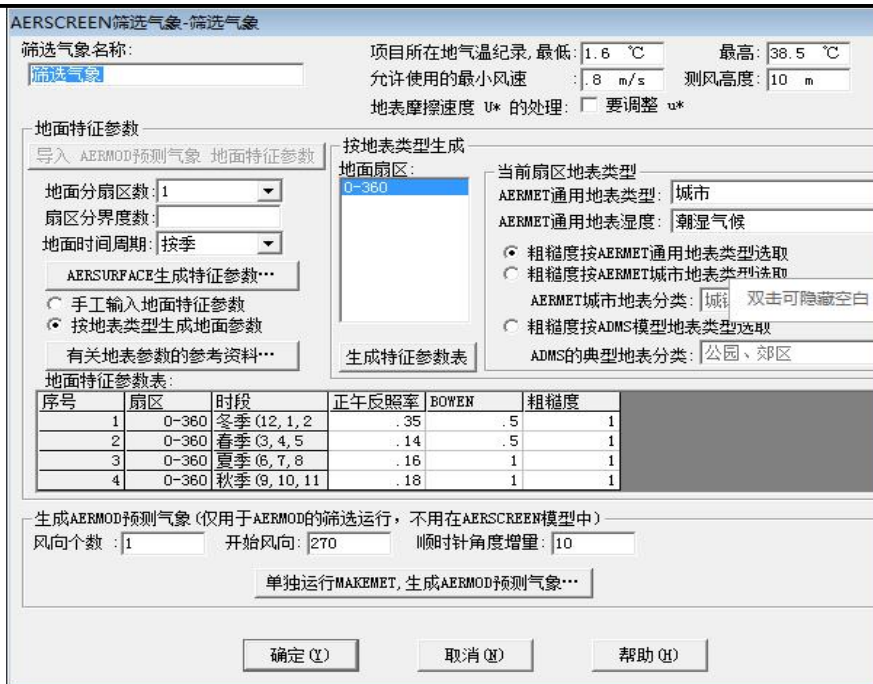 AERSCREEN筛选气象-筛选气象
筛选气象名称:
筛选气象
项目所在地气温纪录,最低: 1.6 ℃ 最高: 38.5 ℃
允许使用的最小风速 : .8 m/s 测风高度: 10 m
地表摩擦速度 U* 的处理: 要调整 u*
地面特征参数
导入 AERMOD预测气象 地面特征参数
地面分扇区数: 1
扇区分界度数:
地面时间周期: 按季
AERSURFACE生成特征参数…
手工输入地面特征参数
按地表类型生成地面参数
有关地表参数的参考资料…
按地表类型生成
地面扇区:
0-360
生成特征参数表
当前扇区地表类型
AERMET通用地表类型: 城市
AERMET通用地表湿度: 潮湿气候
粗糙度按AERMET通用地表类型选取
粗糙度按AERMET城市地表类型选取
AERMET城市地表分类:
双击可隐藏空白
粗糙度按ADMS模型地表类型选取
ADMS的典型地表分类: 公园、郊区
地面特征参数表:
序号 扇区 时段 正午反照率 BOWEN 粗糙度
1 0-360 冬季(12,1,2 .35 .5 1
2 0-360 春季(3,4,5 .14 .5 1
3 0-360 夏季(6,7,8 .16 1 1
4 0-360 秋季(9,10,11 .18 1 1
生成AERMOD预测气象(仅用于AERMOD的筛选运行，不用在AERSCREEN模型中)
风向个数 : 1 开始风向: 270 顺时针角度增量: 10
单独运行MAKEMET,生成AERMOD预测气象…
确定(Y) 取消(N) 帮助(H)